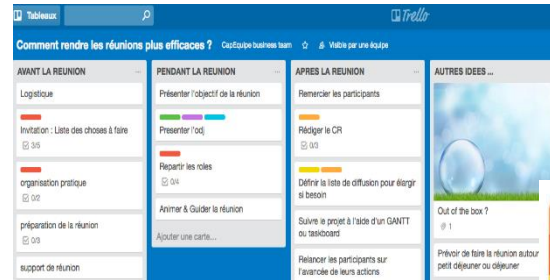 Tableaux
Trello
Comment rendre les réunions plus efficaces ? CapEquipe business team Visible par une équipe
AVANT LA REUNION
Logistique
Invitation : Liste des choses à faire
3/5
organisation pratique
0/2
préparation de la réunion
0/3
support de réunion
PENDANT LA REUNION
Présenter l'objectif de la réunion
Presenter l'odj
Repartir les roles
0/4
Animer & Guider la réunion
Ajouter une carte...
APRES LA REUNION
Remercier les participants
Rédiger le CR
0/3
Définir la liste de diffusion pour élargir
si besoin
Suivre le projet à l'aide d'un GANTT
ou taskboard
Relancer les participants sur
l'avancée de leurs actions
AUTRES IDEES ...
Out of the box ?
1
Prévoir de faire la réunion autour
petit déjeuner ou déjeuner